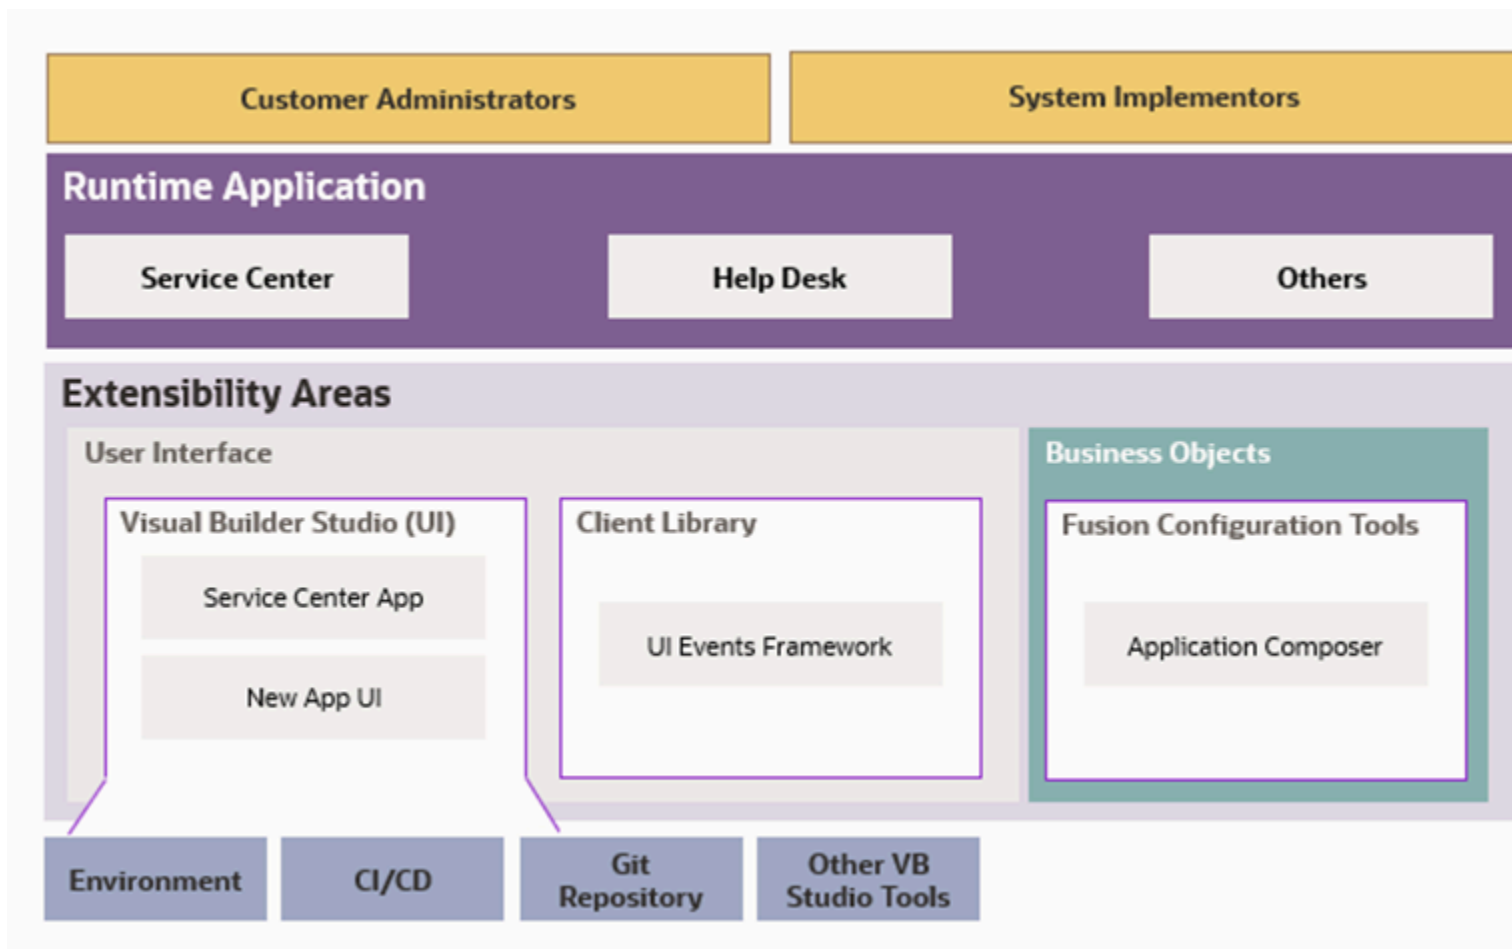 Customer Administrators
System Implementors
Runtime Application
Service Center
Help Desk
Others
Extensibility Areas
User Interface
Business Objects
Visual Builder Studio (UI)
Service Center App
New App UI
Client Library
UI Events Framework
Fusion Configuration Tools
Application Composer
Environment
CI/CD
Git
Repository
Other VB
Studio Tools